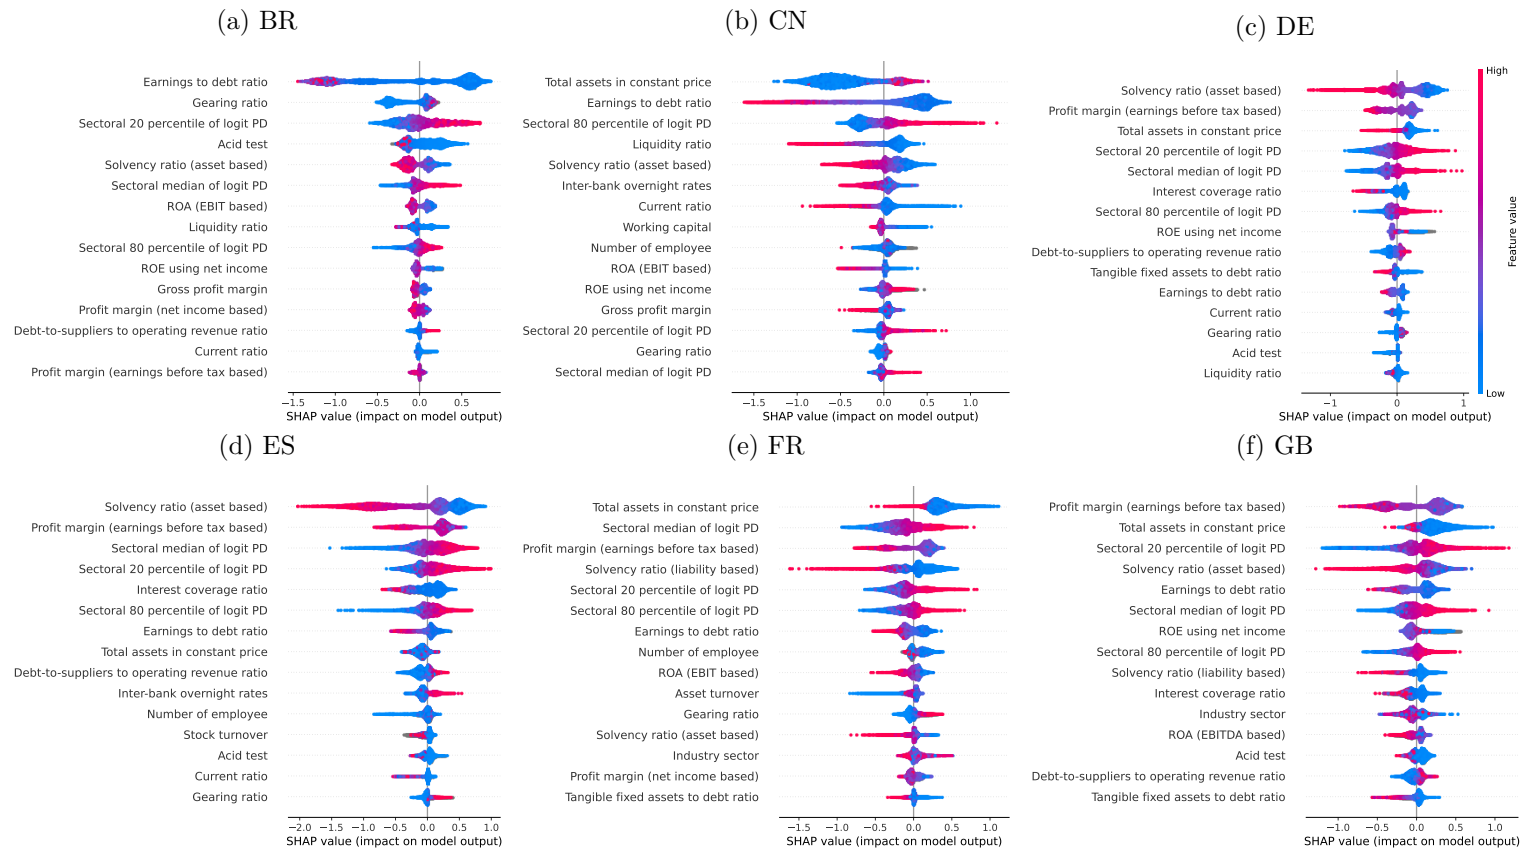 (a) BR
Earnings to debt ratio
Gearing ratio
Sectoral 20 percentile of logit PD
Acid test
Solvency ratio (asset based)
Sectoral median of logit PD
ROA (EBIT based)
Liquidity ratio
Sectoral 80 percentile of logit PD
ROE using net income
Gross profit margin
Profit margin (net income based)
Debt-to-suppliers to operating revenue ratio
Current ratio
Profit margin (earnings before tax based)
−1.5 −1.0 −0.5 0.0 0.5
SHAP value (impact on model output)
(b) CN
Total assets in constant price
Earnings to debt ratio
Sectoral 80 percentile of logit PD
Liquidity ratio
Solvency ratio (asset based)
Inter-bank overnight rates
Current ratio
Working capital
Number of employee
ROA (EBIT based)
ROE using net income
Gross profit margin
Sectoral 20 percentile of logit PD
Gearing ratio
Sectoral median of logit PD
−1.5 −1.0 −0.5 0.0 0.5 1.0
SHAP value (impact on model output)
(c) DE
Solvency ratio (asset based)
Profit margin (earnings before tax based)
Total assets in constant price
Sectoral 20 percentile of logit PD
Sectoral median of logit PD
Interest coverage ratio
Sectoral 80 percentile of logit PD
ROE using net income
Debt-to-suppliers to operating revenue ratio
Tangible fixed assets to debt ratio
Earnings to debt ratio
Current ratio
Gearing ratio
Acid test
Liquidity ratio
−1 0 1
SHAP value (impact on model output)
High
Feature value
Low
(d) ES
Solvency ratio (asset based)
Profit margin (earnings before tax based)
Sectoral median of logit PD
Sectoral 20 percentile of logit PD
Interest coverage ratio
Sectoral 80 percentile of logit PD
Earnings to debt ratio
Total assets in constant price
Debt-to-suppliers to operating revenue ratio
Inter-bank overnight rates
Number of employee
Stock turnover
Acid test
Current ratio
Gearing ratio
−2.0 −1.5 −1.0 −0.5 0.0 0.5 1.0
SHAP value (impact on model output)
(e) FR
Total assets in constant price
Sectoral median of logit PD
Profit margin (earnings before tax based)
Solvency ratio (liability based)
Sectoral 20 percentile of logit PD
Sectoral 80 percentile of logit PD
Earnings to debt ratio
Number of employee
ROA (EBIT based)
Asset turnover
Gearing ratio
Solvency ratio (asset based)
Industry sector
Profit margin (net income based)
Tangible fixed assets to debt ratio
−1.5 −1.0 −0.5 0.0 0.5 1.0
SHAP value (impact on model output)
(f) GB
Profit margin (earnings before tax based)
Total assets in constant price
Sectoral 20 percentile of logit PD
Solvency ratio (asset based)
Earnings to debt ratio
Sectoral median of logit PD
ROE using net income
Sectoral 80 percentile of logit PD
Solvency ratio (liability based)
Interest coverage ratio
Industry sector
ROA (EBITDA based)
Acid test
Debt-to-suppliers to operating revenue ratio
Tangible fixed assets to debt ratio
−1.0 −0.5 0.0 0.5 1.0
SHAP value (impact on model output)